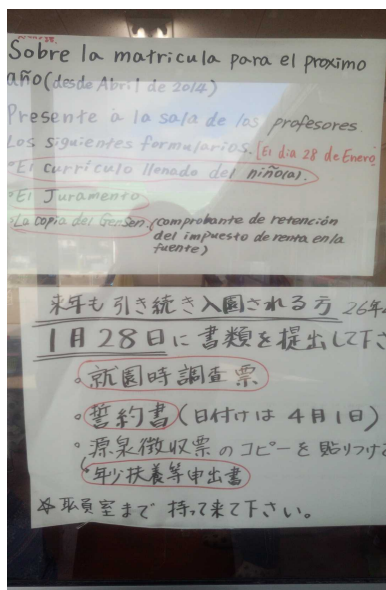 Sobre la matricula para el proximo
año (desde Abril de 2014)
Presente a la sala de los profesores
Los siguientes formularios. [El dia 28 de Enero]
•El currículo llenado del niño(a).
•El Juramento
•La copia del GenSen (comprobante de retención
del impuesto de renta en la
fuente)
来年も引き続き入園される方 26年
1月28日に書類を提出して下さ
。就園時調査票
。誓約書(日付けは4月1日)
。源泉徴収票のコピーを貼りつけ
年少扶養等申出書
☆職員室まで持って来て下さい。